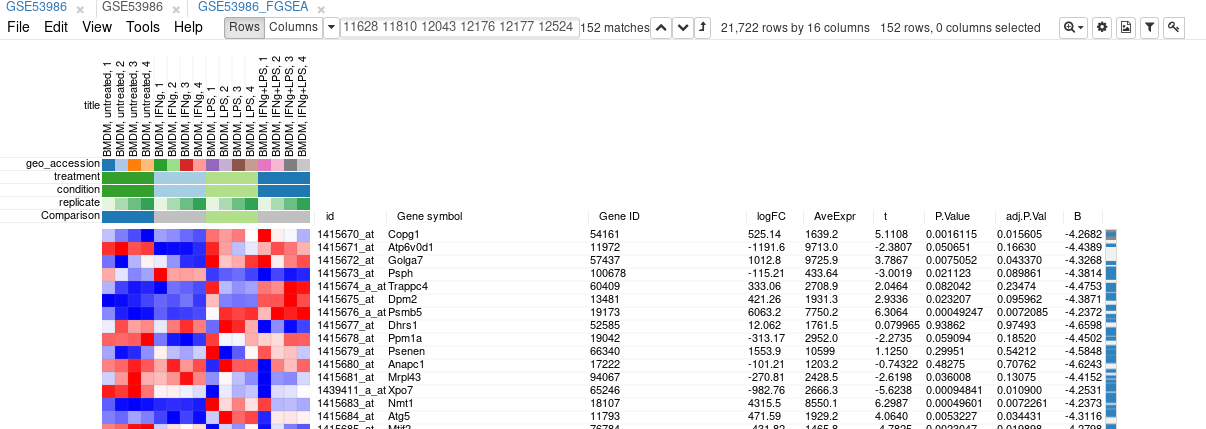 GSE53986 × GSE53986 × GSE53986_FGSEA ×
File Edit View Tools Help Rows Columns 11628 11810 12043 12176 12177 12524 152 matches 21,722 rows by 16 columns 152 rows, 0 columns selected
title
BMDM, untreated, 1
BMDM, untreated, 2
BMDM, untreated, 3
BMDM, untreated, 4
BMDM, IFNg, 1
BMDM, IFNg, 2
BMDM, IFNg, 3
BMDM, IFNg, 4
BMDM, LPS, 1
BMDM, LPS, 2
BMDM, LPS, 3
BMDM, LPS, 4
BMDM, IFNg+LPS, 1
BMDM, IFNg+LPS, 2
BMDM, IFNg+LPS, 3
BMDM, IFNg+LPS, 4
geo_accession
treatment
condition
replicate
Comparison
id Gene symbol Gene ID logFC AveExpr t P.Value adj.P.Val B
1415670_at Copg1 54161 525.14 1639.2 5.1108 0.0016115 0.015605 -4.2682
1415671_at Atp6v0d1 11972 -1191.6 9713.0 -2.3807 0.050651 0.16630 -4.4389
1415672_at Golga7 57437 1012.8 9725.9 3.7867 0.0075052 0.043370 -4.3268
1415673_at Psph 100678 -115.21 433.64 -3.0019 0.021123 0.089861 -4.3814
1415674_a_at Trappc4 60409 333.06 2708.9 2.0464 0.082042 0.23474 -4.4753
1415675_at Dpm2 13481 421.26 1931.3 2.9336 0.023207 0.095962 -4.3871
1415676_a_at Psmb5 19173 6063.2 7750.2 6.3064 0.00049247 0.0072085 -4.2372
1415677_at Dhrs1 52585 12.062 1761.5 0.079965 0.93862 0.97493 -4.6598
1415678_at Ppm1a 19042 -313.17 2952.0 -2.2735 0.059094 0.18520 -4.4502
1415679_at Psenen 66340 1553.9 10599 1.1250 0.29951 0.54212 -4.5848
1415680_at Anapc1 17222 -101.21 1203.2 -0.74322 0.48275 0.70762 -4.6243
1415681_at Mrpl43 94067 -270.81 2428.5 -2.6198 0.036008 0.13075 -4.4152
1439411_a_at Xpo7 65246 -982.76 2666.3 -5.6238 0.00094841 0.010900 -4.2531
1415683_at Nmt1 18107 4315.5 8550.1 6.2987 0.00049601 0.0072261 -4.2373
1415684_at Atg5 11793 471.59 1929.2 4.0640 0.0053227 0.034431 -4.3116
1415685_at Mtif2 76784 -431.82 1465.8 -4.7825 0.0023047 0.019898 -4.2798